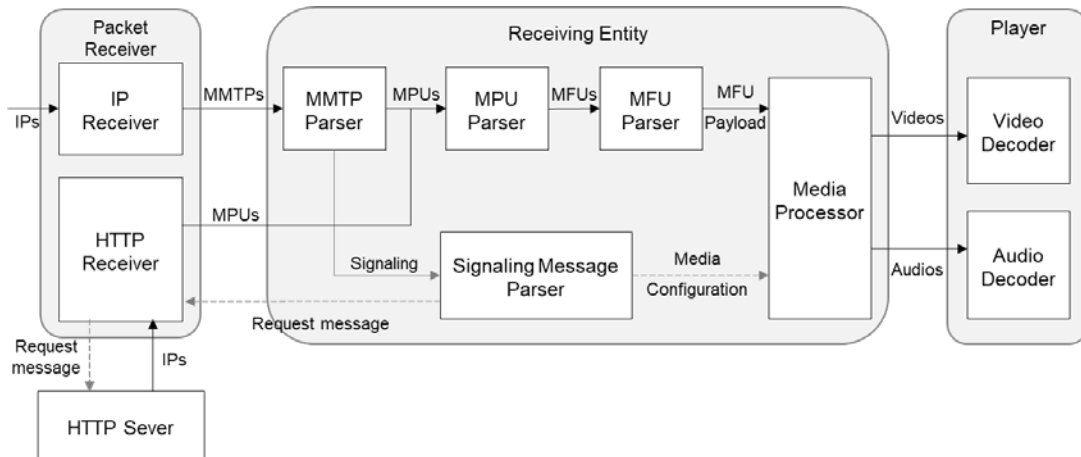 Packet
Receiver
Receiving Entity
Player
IP
Receiver
IPs
MMTPs
MMTP
Parser
MPUs
MPU
Parser
MFUs
MFU
Parser
MFU
Payload
Media
Processor
Videos
Video
Decoder
HTTP
Receiver
MPUs
Signaling
Signaling Message
Parser
Media
Configuration
Audios
Audio
Decoder
Request message
Request
message
IPs
HTTP Sever